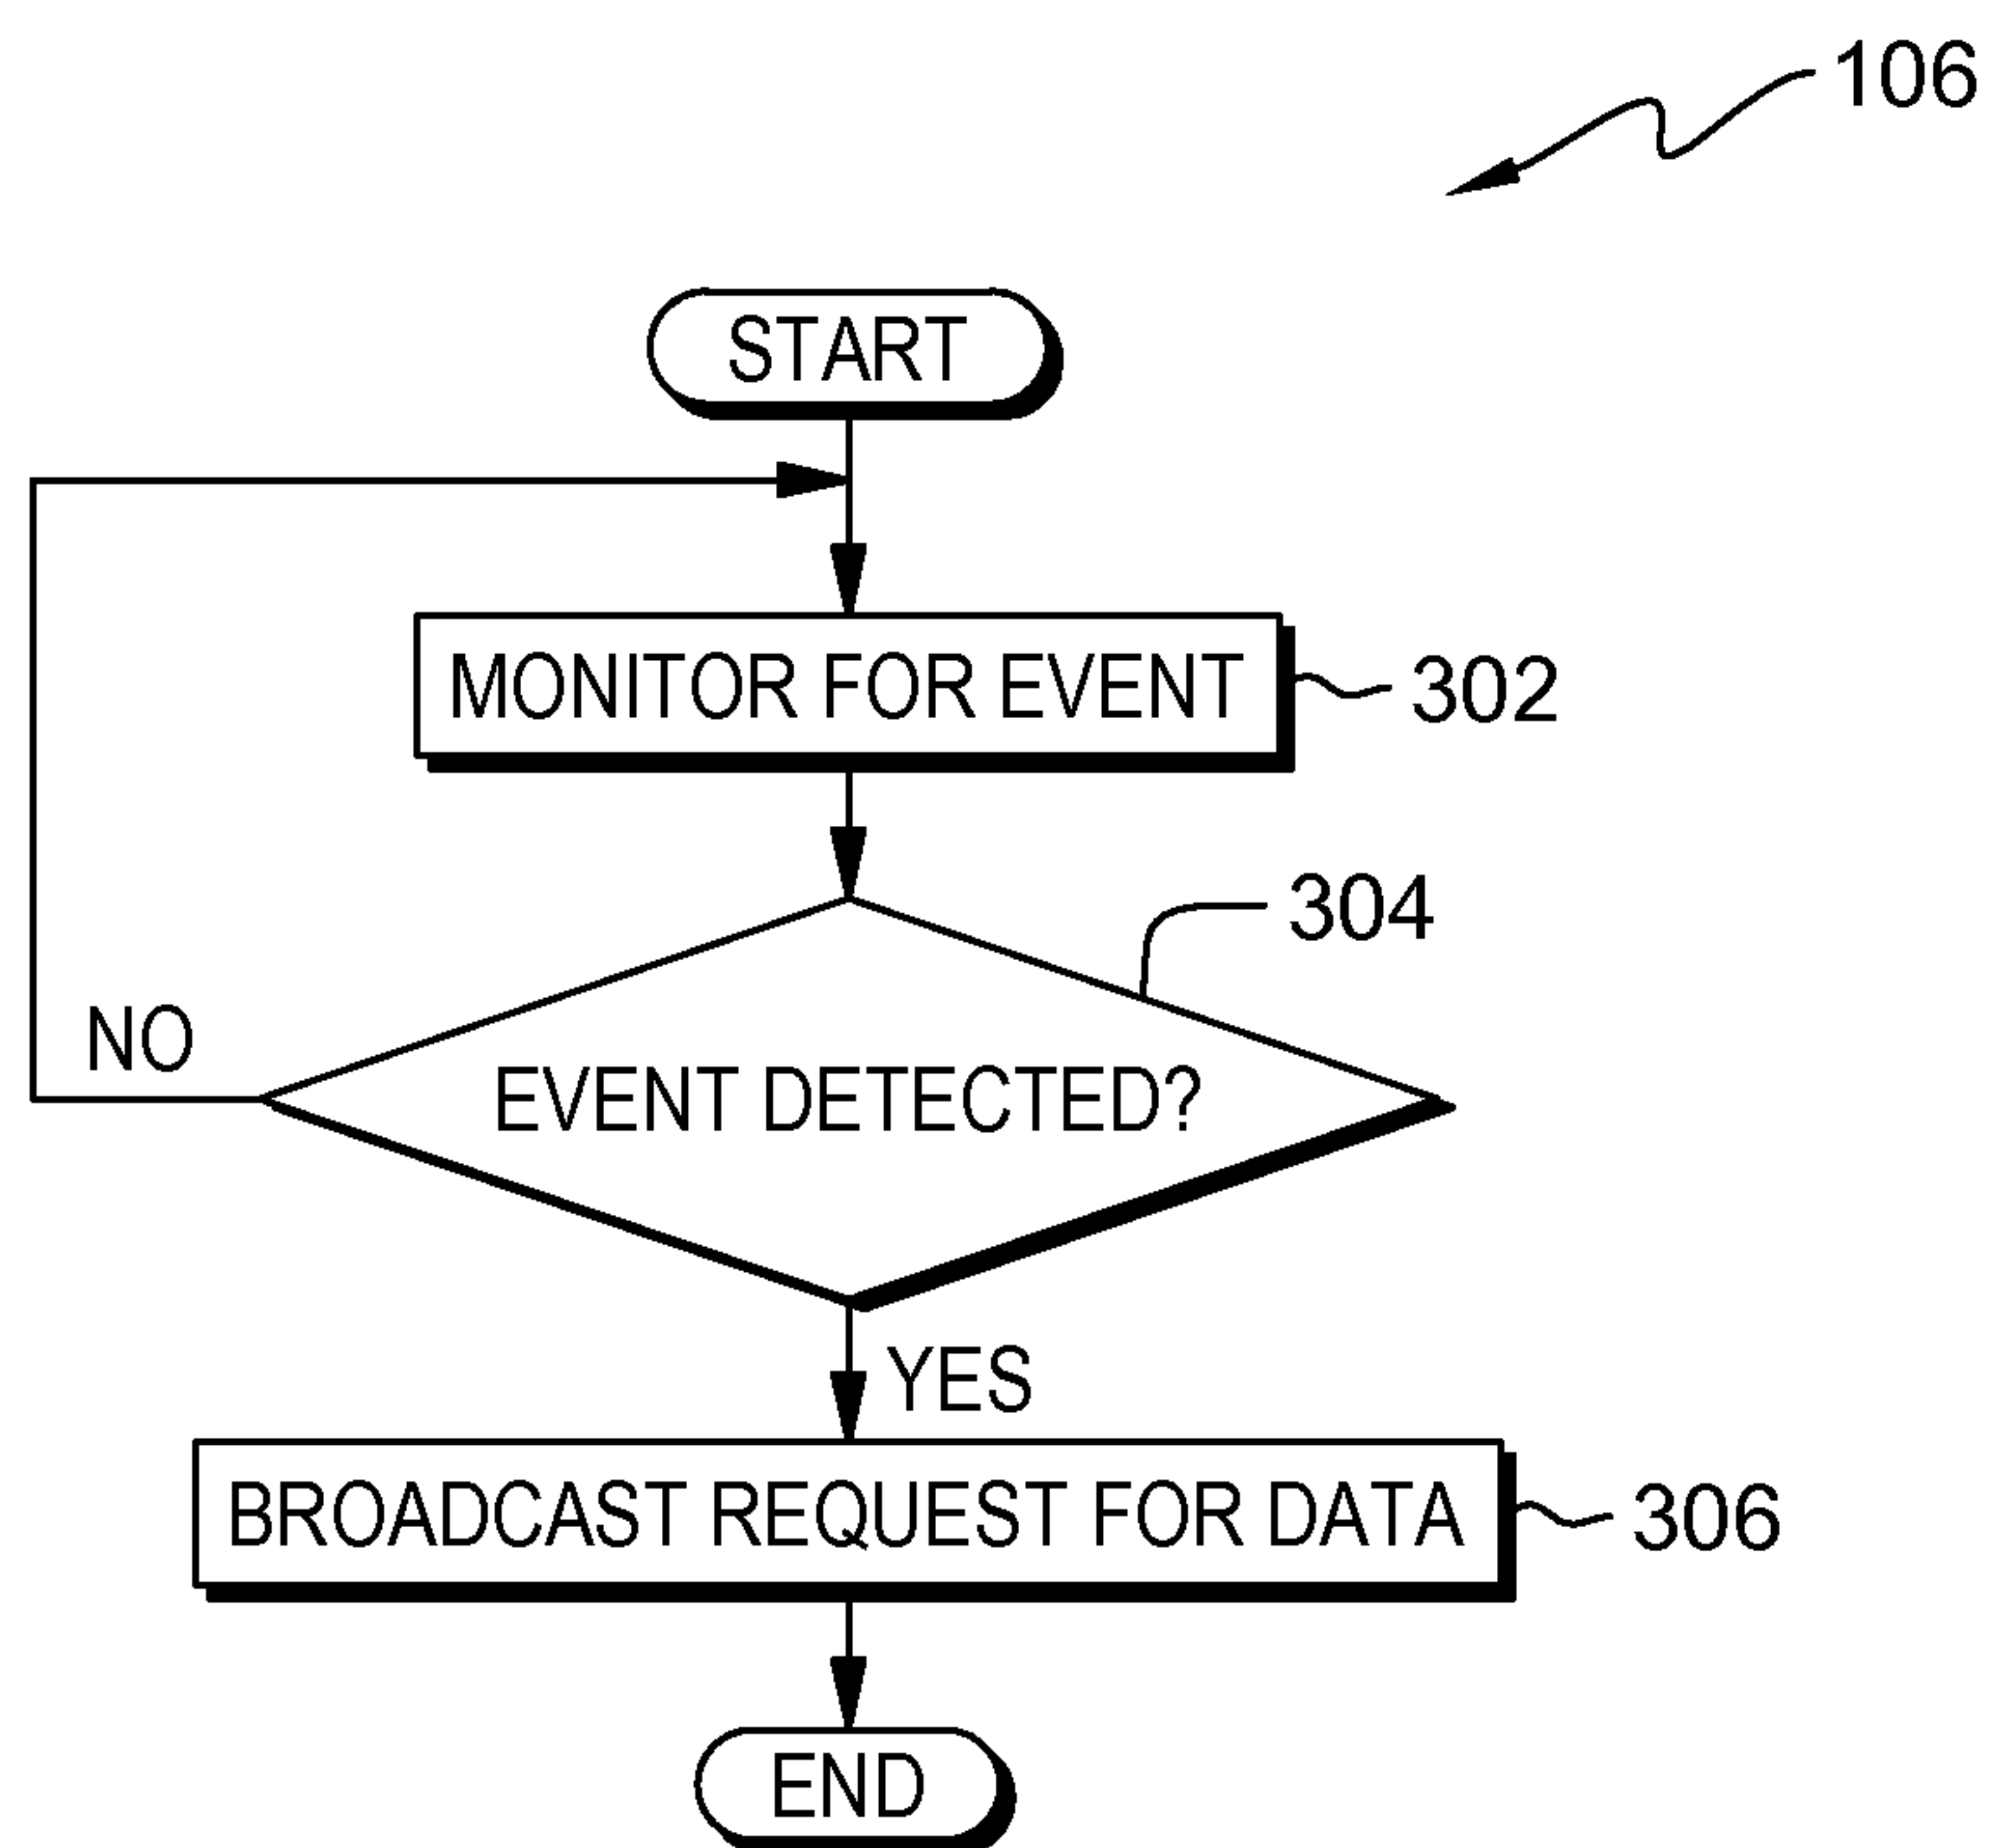 106
START
MONITOR FOR EVENT
302
304
NO
EVENT DETECTED?
YES
BROADCAST REQUEST FOR DATA
306
END